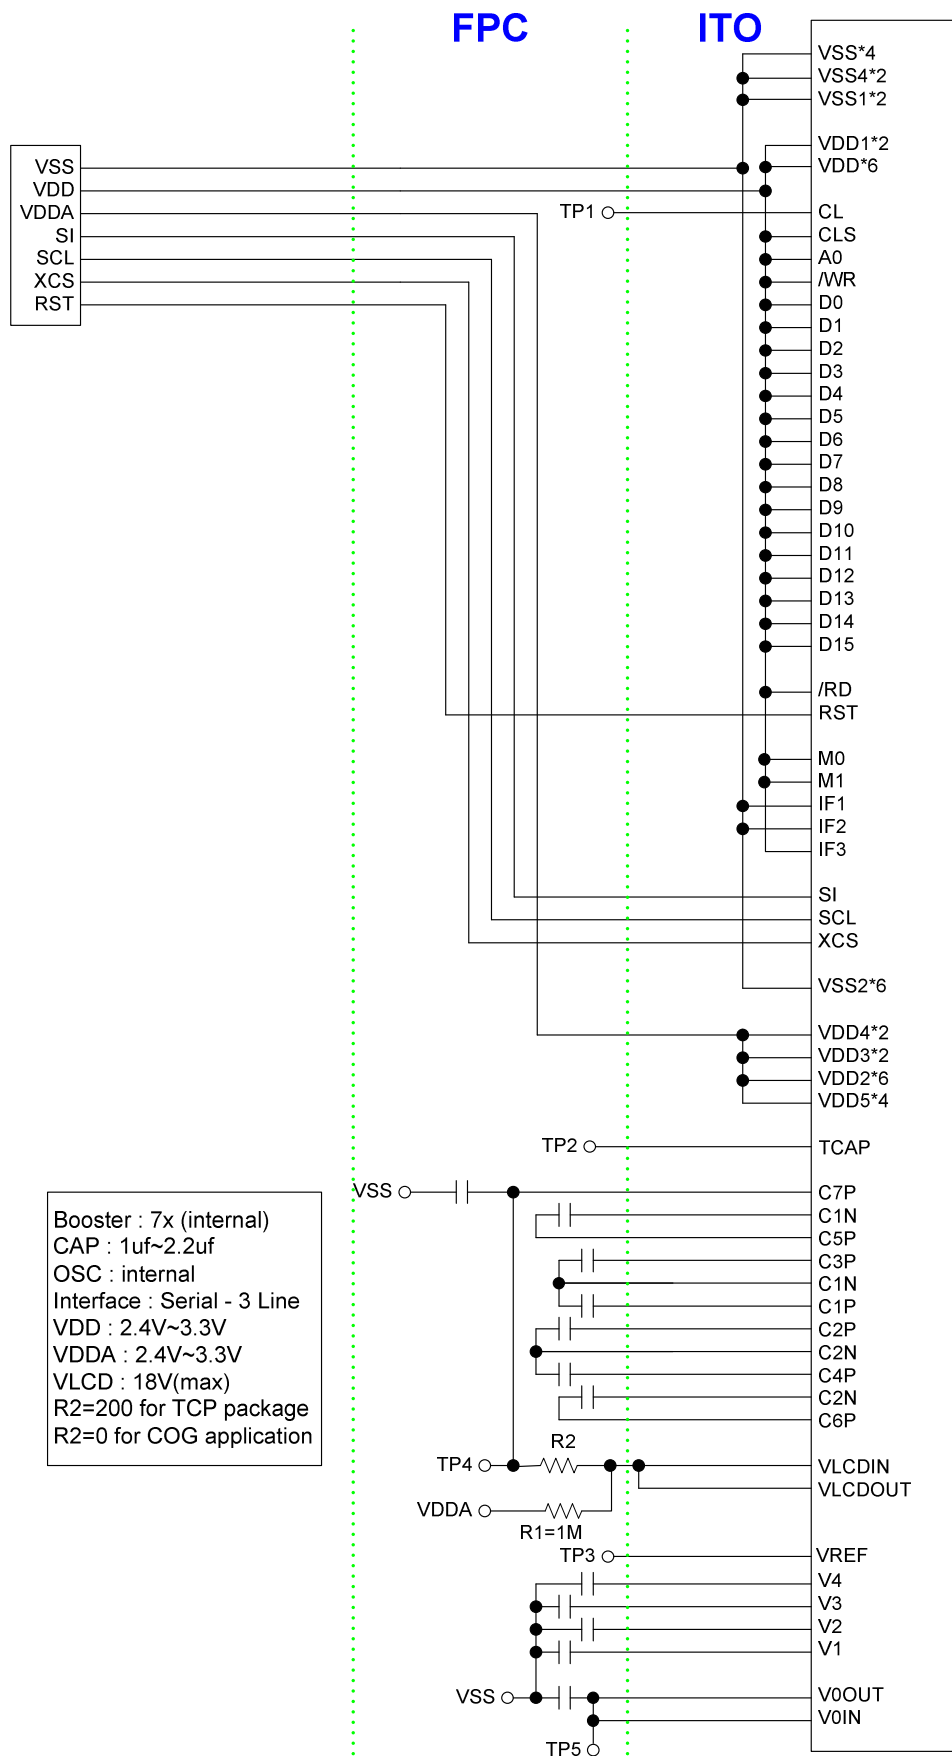 FPC ITO
VSS*4
VSS4*2
VSS1*2
VDD1*2
VSS
VDD*6
VDD
VDDA
TP1 CL
SI
CLS
SCL
A0
XCS
/WR
RST
D0
D1
D2
D3
D4
D5
D6
D7
D8
D9
D10
D11
D12
D13
D14
D15
/RD
RST
M0
M1
IF1
IF2
IF3
SI
SCL
XCS
VSS2*6
VDD4*2
VDD3*2
VDD2*6
VDD5*4
TP2 TCAP
VSS C7P
C1N
C5P
C3P
C1N
C1P
C2P
C2N
C4P
C2N
C6P
Booster : 7x (internal)
CAP : 1uf~2.2uf
OSC : internal
Interface : Serial - 3 Line
VDD : 2.4V~3.3V
VDDA : 2.4V~3.3V
VLCD : 18V(max)
R2=200 for TCP package
R2=0 for COG application
R2
TP4 VLCDIN
VLCDOUT
VDDA
R1=1M
TP3 VREF
V4
V3
V2
V1
VSS V0OUT
V0IN
TP5